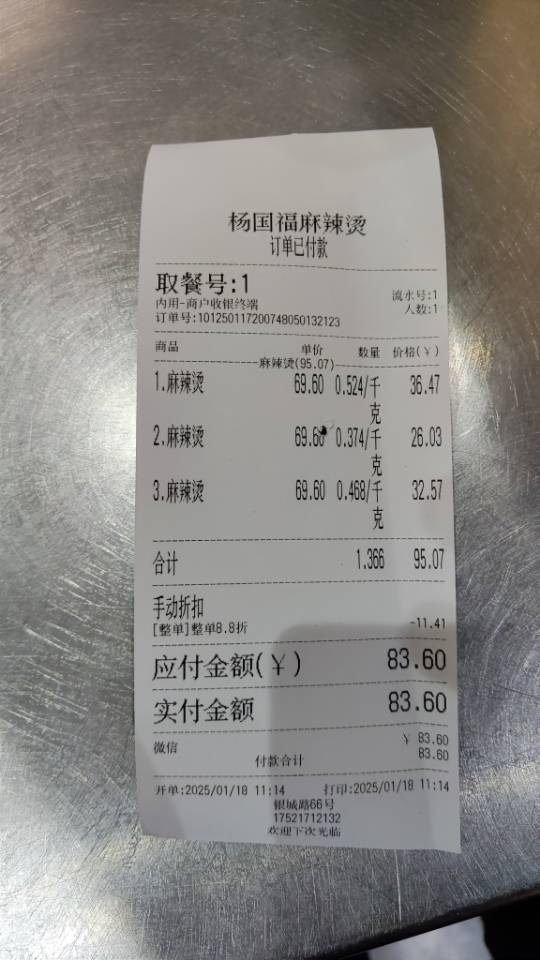 杨国福麻辣烫
订单已付款
取餐号:1
内用-商户收银终端 流水号:1
订单号:101250117200748050132123 人数:1
商品 单价 数量 价格(¥)
麻辣烫(95.07)
1.麻辣烫 69.60 0.524/千克 36.47
2.麻辣烫 69.60 0.374/千克 26.03
3.麻辣烫 69.60 0.468/千克 32.57
合计 1.366 95.07
手动折扣
[整单]整单8.8折 -11.41
应付金额(¥) 83.60
实付金额 83.60
微信 ¥ 83.60
付款合计 83.60
开单:2025/01/18 11:14 打印:2025/01/18 11:14
银城路66号
17521712132
欢迎下次光临